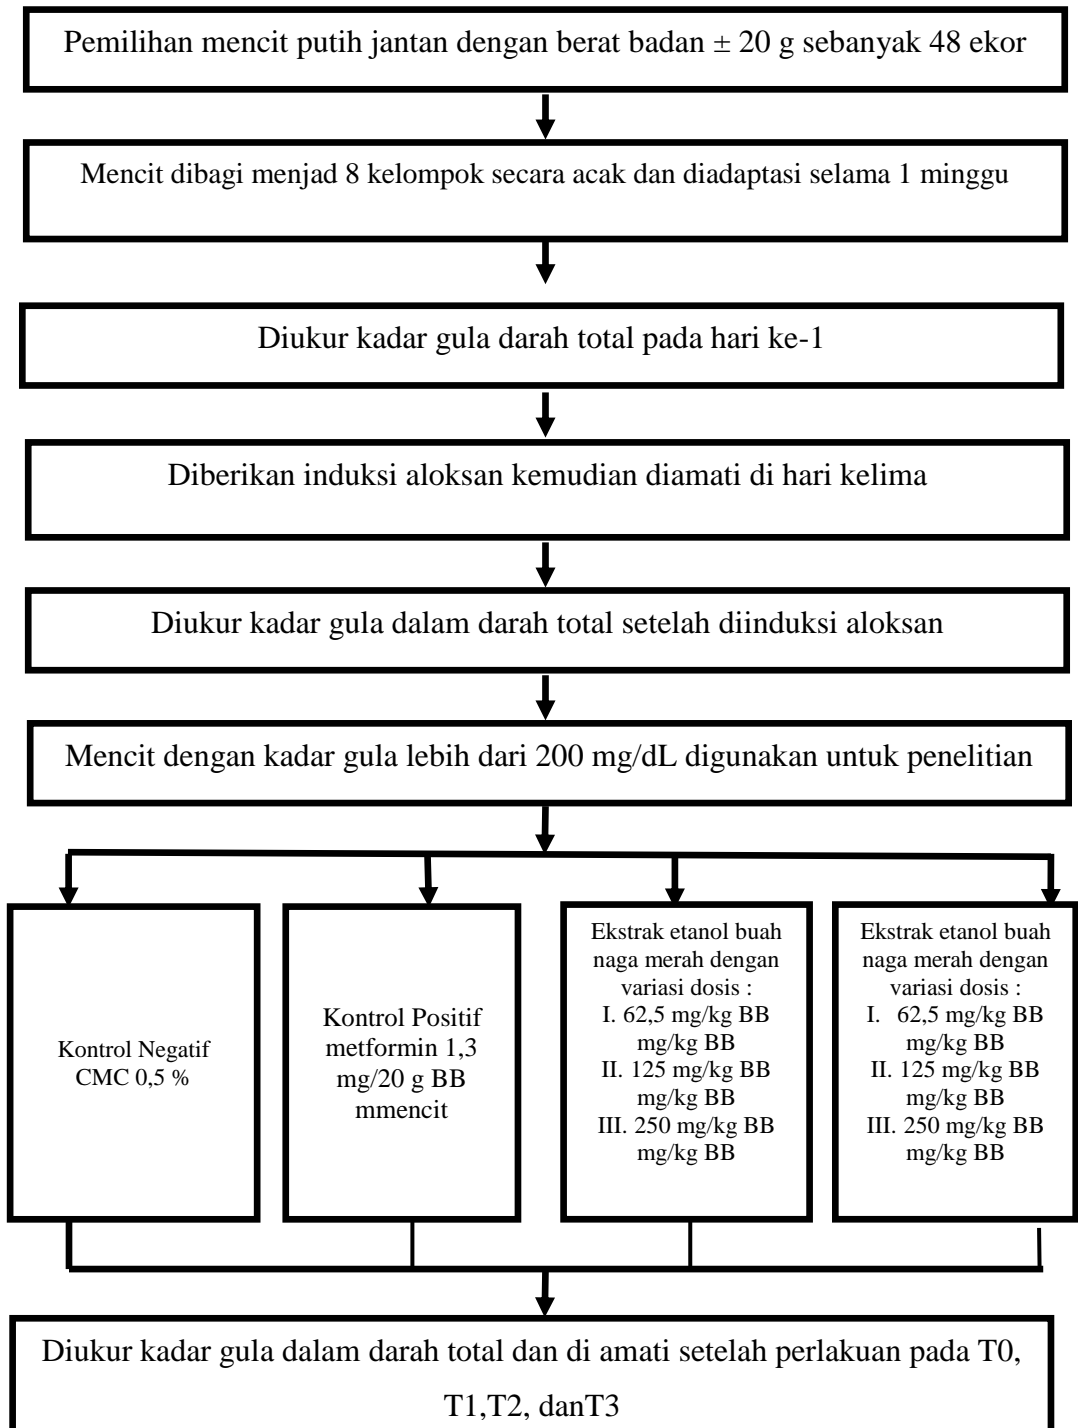 Pemilihan mencit putih jantan dengan berat badan ± 20 g sebanyak 48 ekor
Mencit dibagi menjad 8 kelompok secara acak dan diadaptasi selama 1 minggu
Diukur kadar gula darah total pada hari ke-1
Diberikan induksi aloksan kemudian diamati di hari kelima
Diukur kadar gula dalam darah total setelah diinduksi aloksan
Mencit dengan kadar gula lebih dari 200 mg/dL digunakan untuk penelitian
Kontrol Negatif
CMC 0,5 %
Kontrol Positif
metformin 1,3
mg/20 g BB
mmencit
Ekstrak etanol buah
naga merah dengan
variasi dosis :
I. 62,5 mg/kg BB
mg/kg BB
II. 125 mg/kg BB
mg/kg BB
III. 250 mg/kg BB
mg/kg BB
Ekstrak etanol buah
naga merah dengan
variasi dosis :
I. 62,5 mg/kg BB
mg/kg BB
II. 125 mg/kg BB
mg/kg BB
III. 250 mg/kg BB
mg/kg BB
Diukur kadar gula dalam darah total dan di amati setelah perlakuan pada T0,
T1,T2, danT3